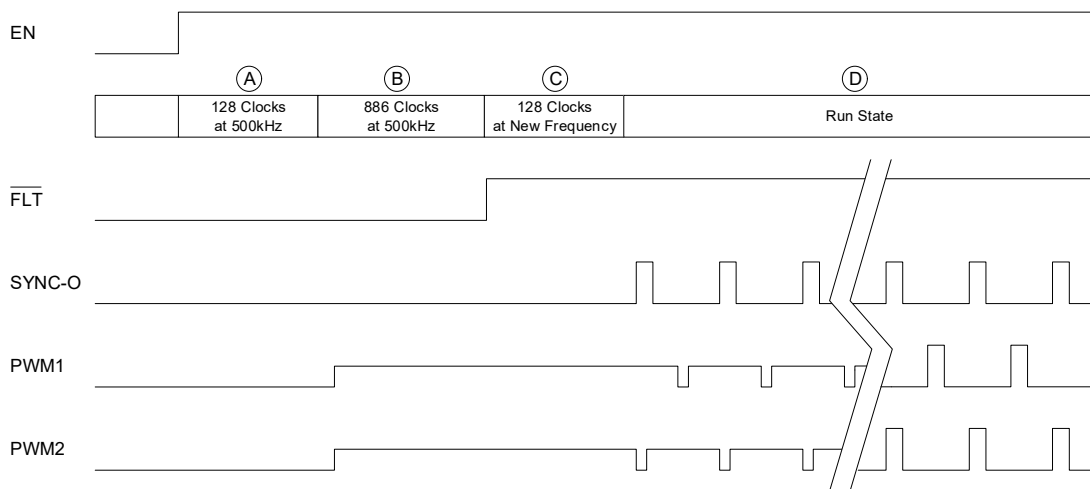 EN
A
B
C
D
128 Clocks
at 500kHz
886 Clocks
at 500kHz
128 Clocks
at New Frequency
Run State
FLT
SYNC-O
PWM1
PWM2